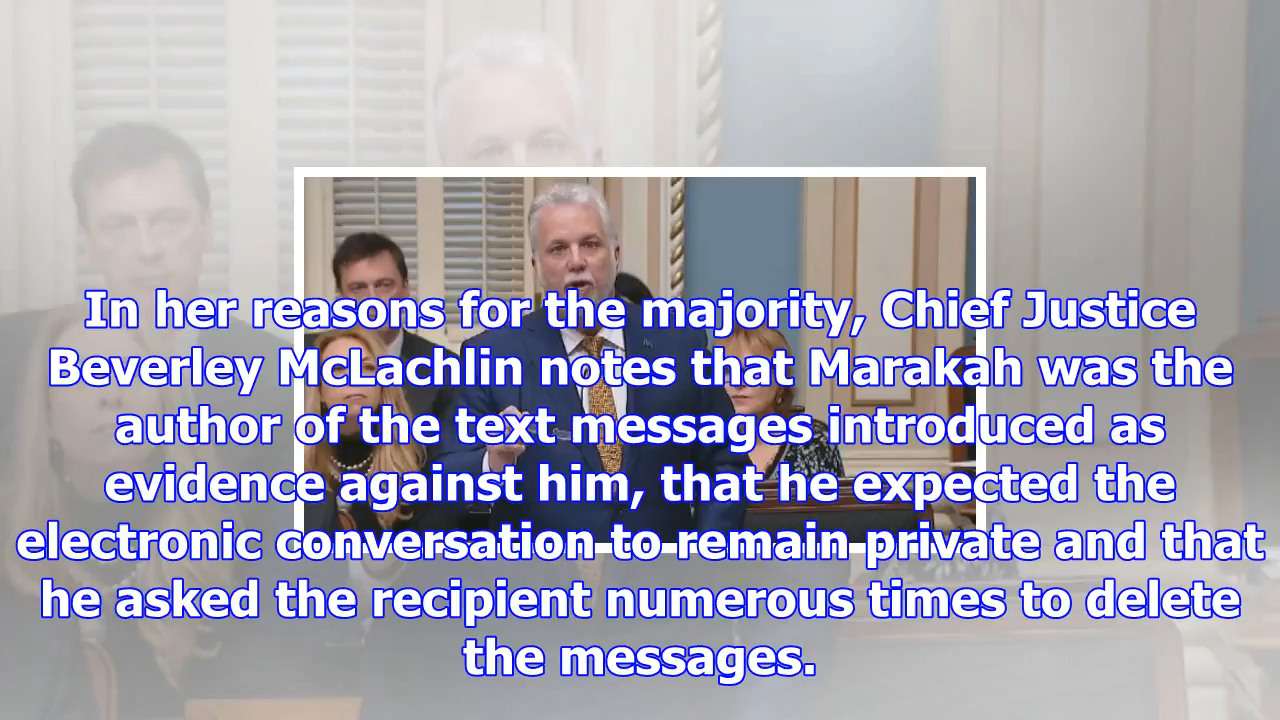 In her reasons for the majority, Chief Justice
Beverley McLachlin notes that Marakah was the
author of the text messages introduced as
evidence against him, that he expected the
electronic conversation to remain private and that
he asked the recipient numerous times to delete
the messages.